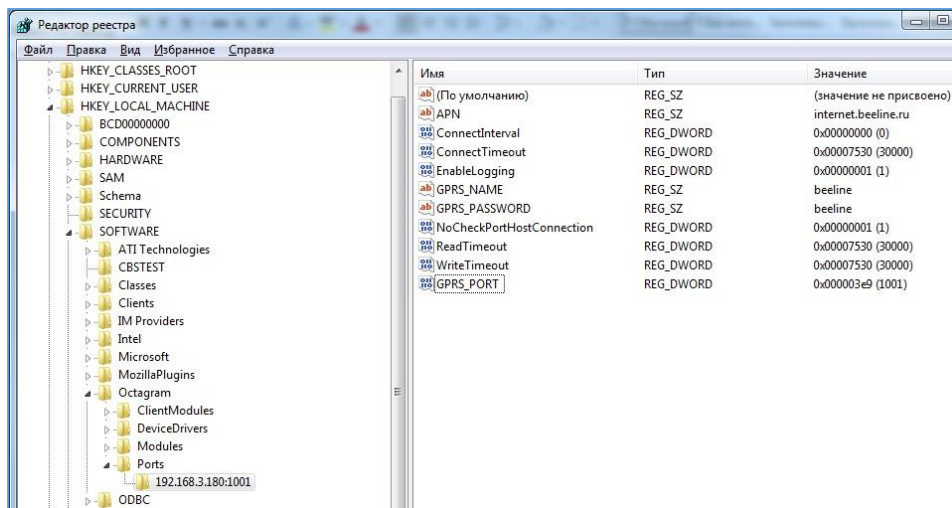 Редактор реестра
Файл Правка Вид Избранное Справка
HKEY_CLASSES_ROOT
HKEY_CURRENT_USER
HKEY_LOCAL_MACHINE
BCD00000000
COMPONENTS
HARDWARE
SAM
Schema
SECURITY
SOFTWARE
ATI Technologies
CBSTEST
Classes
Clients
IM Providers
Intel
Microsoft
MozillaPlugins
Octagram
ClientModules
DeviceDrivers
Modules
Ports
192.168.3.180:1001
ODBC
Имя Тип Значение
(По умолчанию) REG_SZ (значение не присвоено)
APN REG_SZ internet.beeline.ru
ConnectInterval REG_DWORD 0x00000000 (0)
ConnectTimeout REG_DWORD 0x00007530 (30000)
EnableLogging REG_DWORD 0x00000001 (1)
GPRS_NAME REG_SZ beeline
GPRS_PASSWORD REG_SZ beeline
NoCheckPortHostConnection REG_DWORD 0x00000001 (1)
ReadTimeout REG_DWORD 0x00007530 (30000)
WriteTimeout REG_DWORD 0x00007530 (30000)
GPRS_PORT REG_DWORD 0x000003e9 (1001)